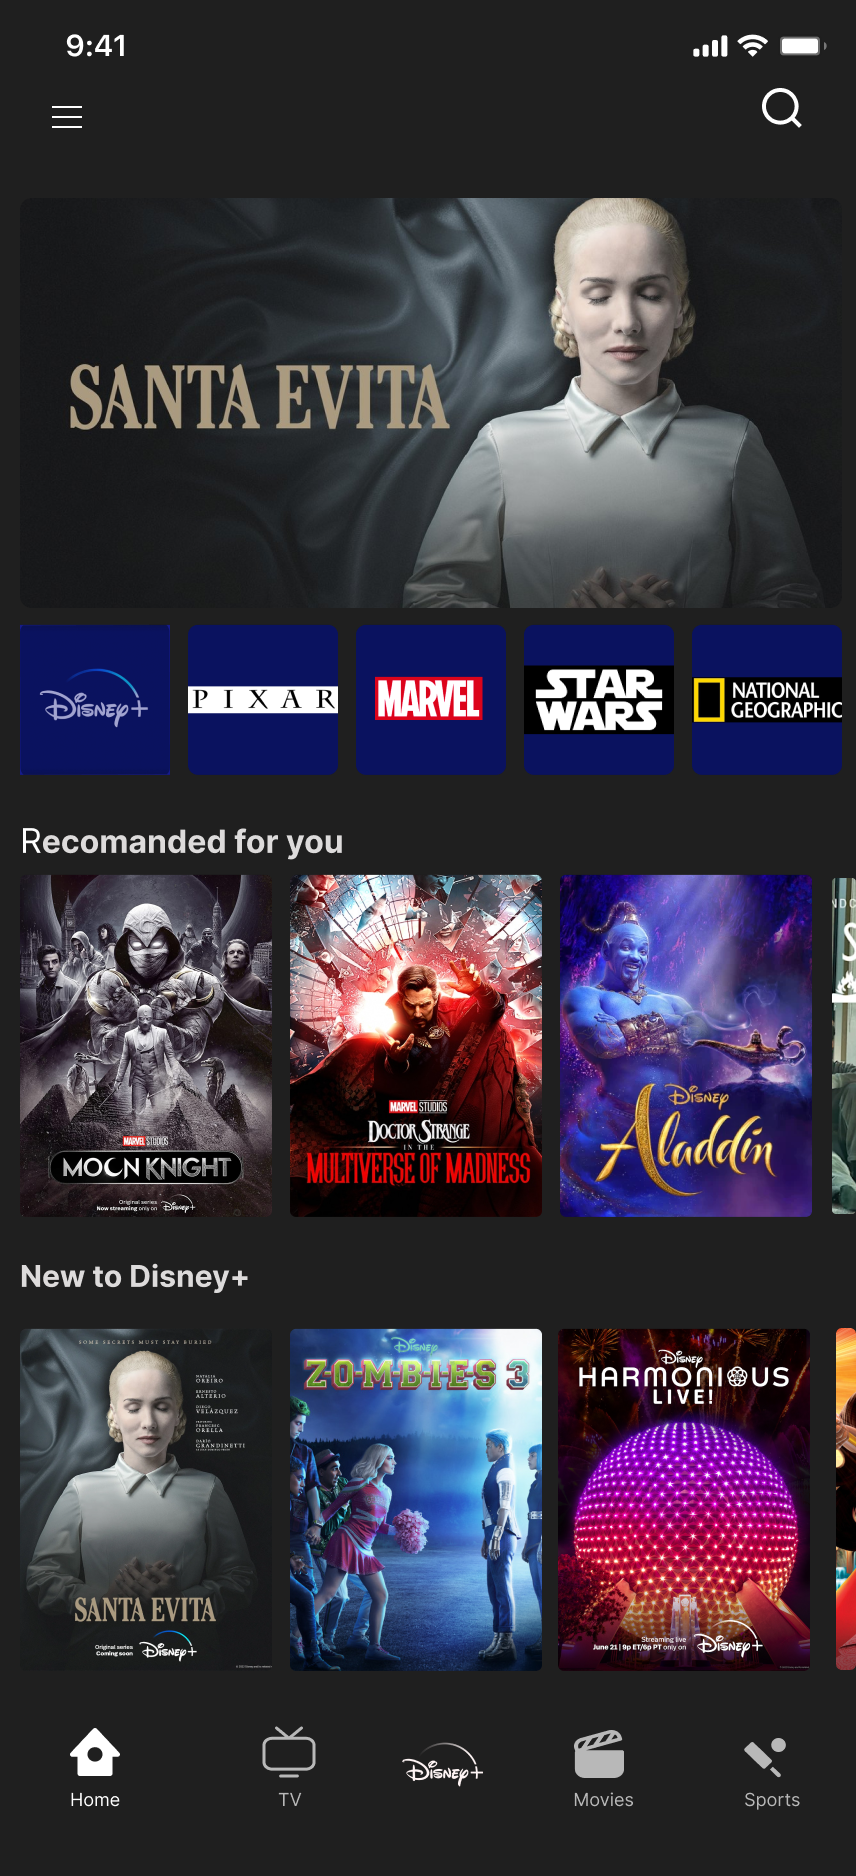 9:41
SANTA EVITA
Disney+
PIXAR
MARVEL
STAR
WARS
NATIONAL
GEOGRAPHIC
Recomanded for you
MARVEL STUDIOS
MOON KNIGHT
Original series
Now streaming only on Disney+
MARVEL STUDIOS
DOCTOR STRANGE
IN THE
MULTIVERSE OF MADNESS
Disney
Aladdin
New to Disney+
SOME SECRETS MUST STAY BURIED
NATALIA
OREIRO
ERNESTO
ALTERIO
DIEGO
VELÁZQUEZ
FRANCESC
ORELLA
DARÍO
GRANDINETTI
SANTA EVITA
Original series
Coming soon
Disney+
Disney
Z-O-M-B-I-E-S 3
Disney
HARMONIOUS
LIVE!
Streaming live
June 21 | 9p ET/6p PT only on
Disney+
Home
TV
Disney+
Movies
Sports